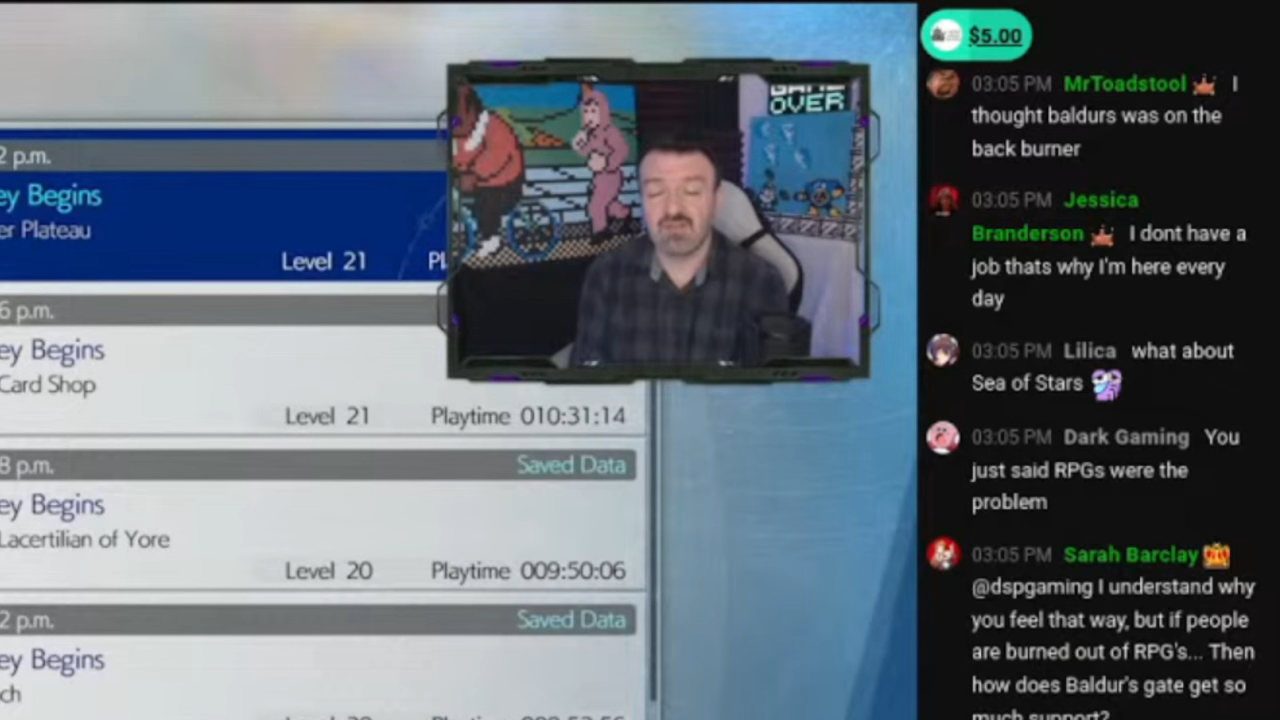 2 p.m.
ey Begins
er Plateau
Level 21
Pl
6 p.m.
ey Begins
Card Shop
Level 21 Playtime 010:31:14
8 p.m. Saved Data
ey Begins
Lacertilian of Yore
Level 20 Playtime 009:50:06
2 p.m. Saved Data
ey Begins
ch
GAME
OVER
$5.00
03:05 PM MrToadstool I
thought baldurs was on the
back burner
03:05 PM Jessica
Branderson I dont have a
job thats why I'm here every
day
03:05 PM Lilica what about
Sea of Stars
03:05 PM Dark Gaming You
just said RPGs were the
problem
03:05 PM Sarah Barclay
@dspgaming I understand why
you feel that way, but if people
are burned out of RPG's... Then
how does Baldur's gate get so
much support?